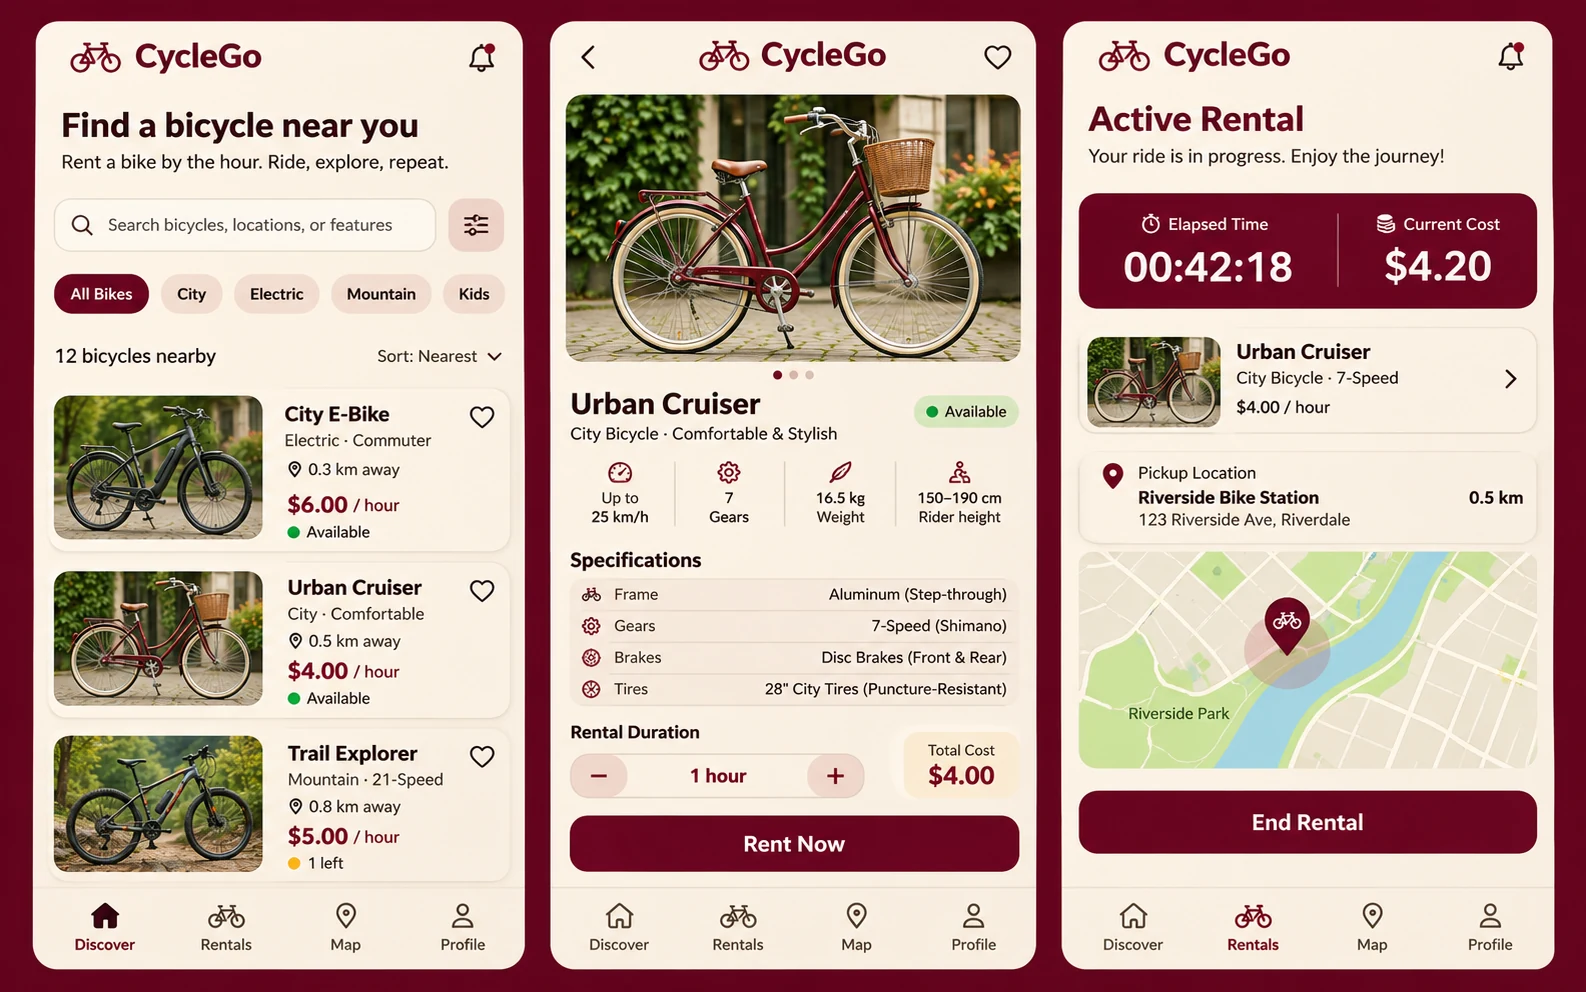 CycleGo
Find a bicycle near you
Rent a bike by the hour. Ride, explore, repeat.
Search bicycles, locations, or features
All Bikes
City
Electric
Mountain
Kids
12 bicycles nearby
Sort: Nearest
City E-Bike
Electric · Commuter
0.3 km away
$6.00 / hour
Available
Urban Cruiser
City · Comfortable
0.5 km away
$4.00 / hour
Available
Trail Explorer
Mountain · 21-Speed
0.8 km away
$5.00 / hour
1 left
Discover
Rentals
Map
Profile
CycleGo
Urban Cruiser
Available
City Bicycle · Comfortable & Stylish
Up to
25 km/h
7
Gears
16.5 kg
Weight
150–190 cm
Rider height
Specifications
Frame
Aluminum (Step-through)
Gears
7-Speed (Shimano)
Brakes
Disc Brakes (Front & Rear)
Tires
28" City Tires (Puncture-Resistant)
Rental Duration
− 1 hour +
Total Cost
$4.00
Rent Now
Discover
Rentals
Map
Profile
CycleGo
Active Rental
Your ride is in progress. Enjoy the journey!
Elapsed Time
00:42:18
Current Cost
$4.20
Urban Cruiser
City Bicycle · 7-Speed
$4.00 / hour
Pickup Location
Riverside Bike Station
0.5 km
123 Riverside Ave, Riverdale
Riverside Park
End Rental
Discover
Rentals
Map
Profile